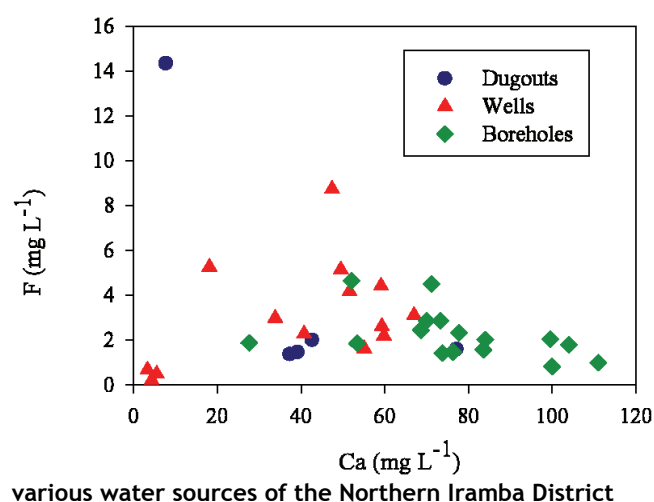 16
14
12
10
8
6
4
2
0
F (mg L⁻¹)
Dugouts
Wells
Boreholes
0 20 40 60 80 100 120
Ca (mg L⁻¹)
various water sources of the Northern Iramba District